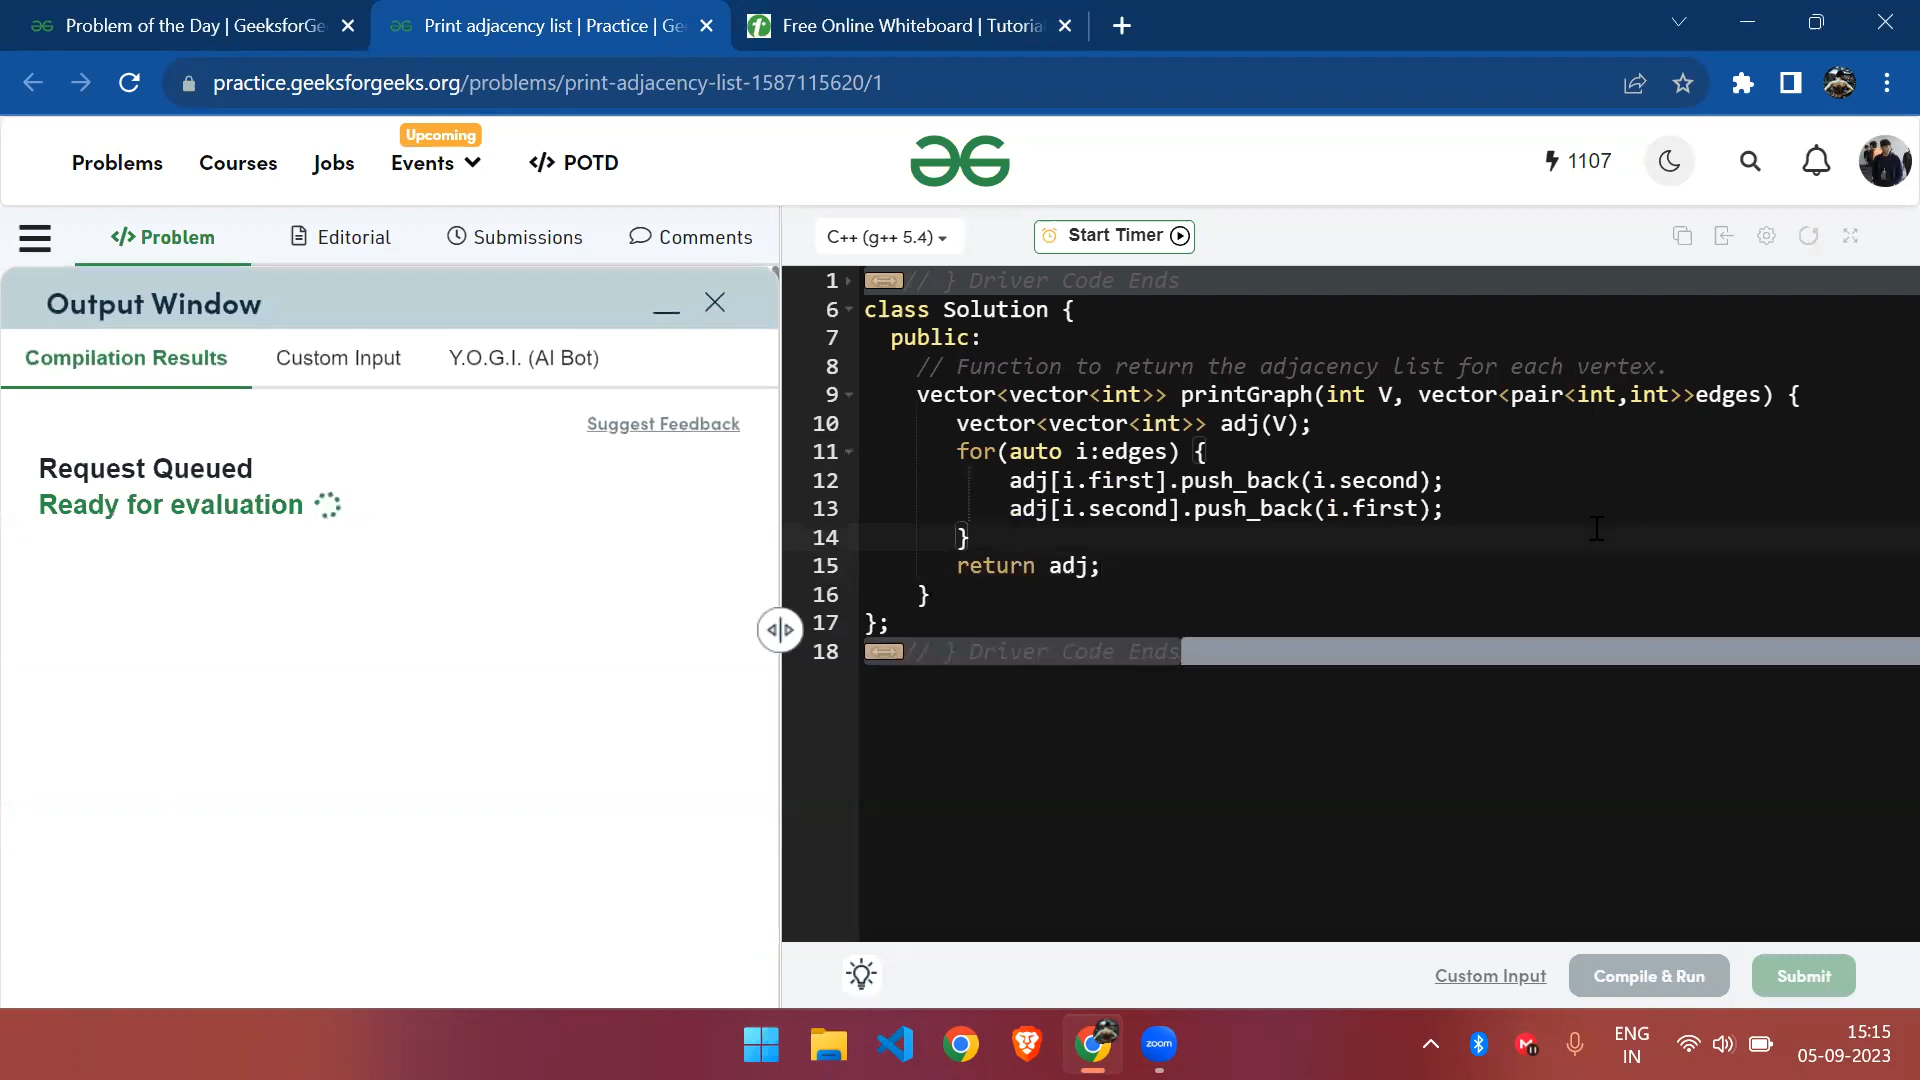 Problem of the Day | GeeksforGe
Print adjacency list | Practice | Ge
Free Online Whiteboard | Tutoria
practice.geeksforgeeks.org/problems/print-adjacency-list-1587115620/1
Upcoming
Problems
Courses
Jobs
Events
</> POTD
1107
</> Problem
Editorial
Submissions
Comments
C++ (g++ 5.4)
Start Timer
Output Window
Compilation Results
Custom Input
Y.O.G.I. (AI Bot)
Suggest Feedback
Request Queued
Ready for evaluation
1 // } Driver Code Ends
6 class Solution {
7 public:
8 // Function to return the adjacency list for each vertex.
9 vector<vector<int>> printGraph(int V, vector<pair<int,int>>edges) {
10 vector<vector<int>> adj(V);
11 for(auto i:edges) {
12 adj[i.first].push_back(i.second);
13 adj[i.second].push_back(i.first);
14 }
15 return adj;
16 }
17 };
18 // } Driver Code Ends
Custom Input
Compile & Run
Submit
zoom
ENG
IN
15:15
05-09-2023